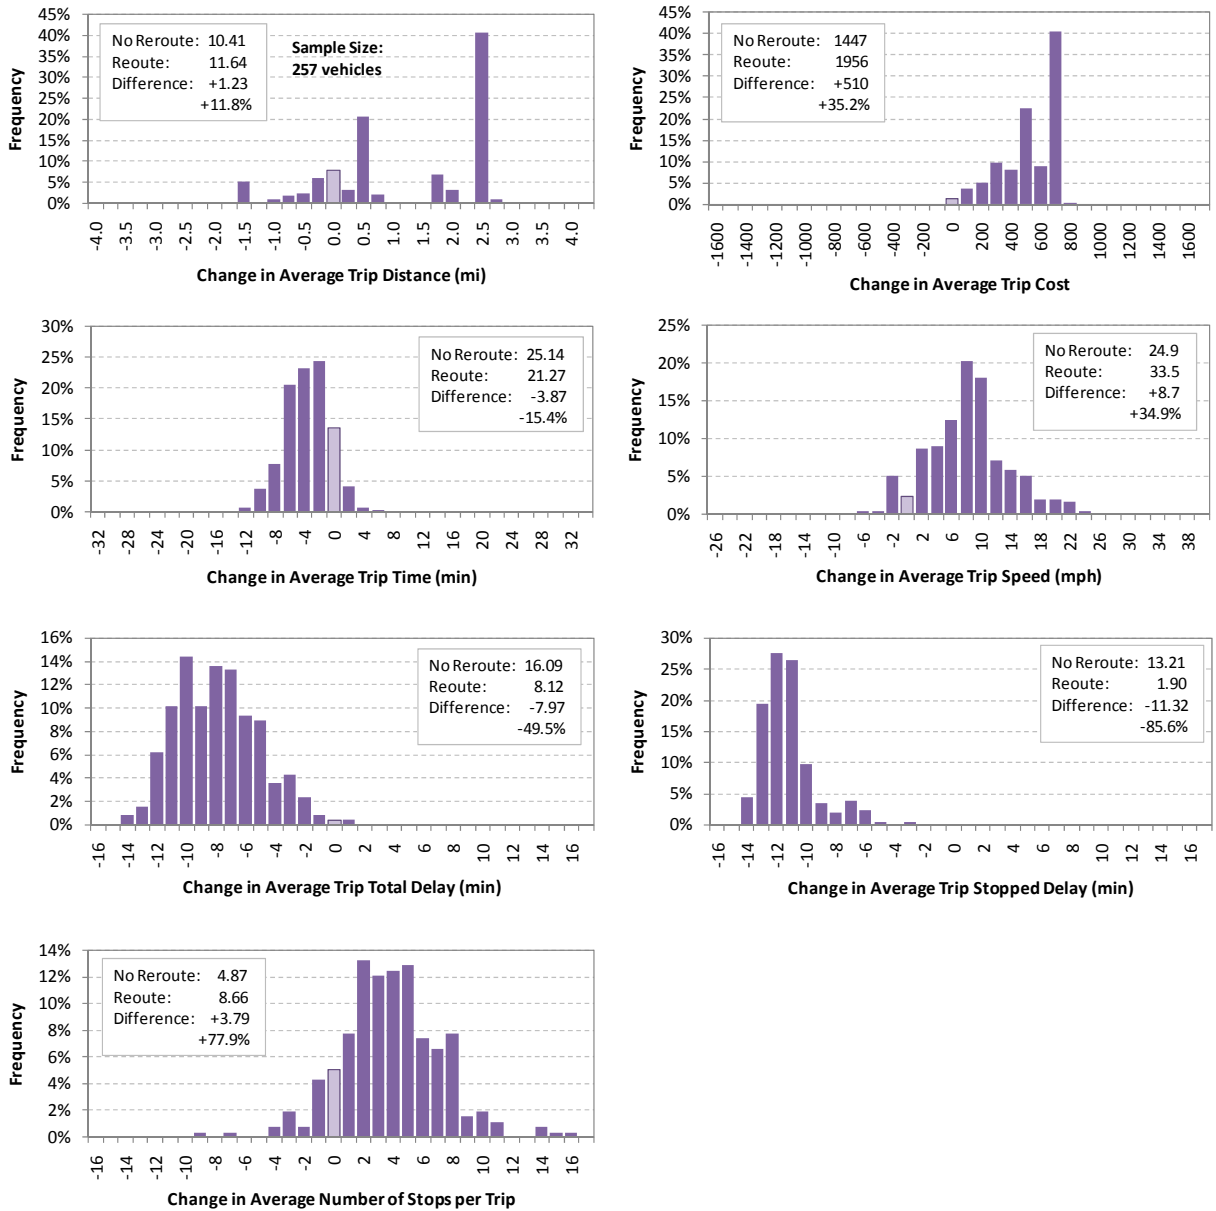 45%
40%
35%
30%
25%
20%
15%
10%
5%
0%
Frequency
No Reroute: 10.41
Reoute: 11.64
Difference: +1.23
+11.8%
Sample Size:
257 vehicles
-4.0 -3.5 -3.0 -2.5 -2.0 -1.5 -1.0 -0.5 0.0 0.5 1.0 1.5 2.0 2.5 3.0 3.5 4.0
Change in Average Trip Distance (mi)
45%
40%
35%
30%
25%
20%
15%
10%
5%
0%
Frequency
No Reroute: 1447
Reoute: 1956
Difference: +510
+35.2%
-1600 -1400 -1200 -1000 -800 -600 -400 -200 0 200 400 600 800 1000 1200 1400 1600
Change in Average Trip Cost
30%
25%
20%
15%
10%
5%
0%
Frequency
No Reroute: 25.14
Reoute: 21.27
Difference: -3.87
-15.4%
-32 -28 -24 -20 -16 -12 -8 -4 0 4 8 12 16 20 24 28 32
Change in Average Trip Time (min)
25%
20%
15%
10%
5%
0%
Frequency
No Reroute: 24.9
Reoute: 33.5
Difference: +8.7
+34.9%
-26 -22 -18 -14 -10 -6 -2 2 6 10 14 18 22 26 30 34 38
Change in Average Trip Speed (mph)
16%
14%
12%
10%
8%
6%
4%
2%
0%
Frequency
No Reroute: 16.09
Reoute: 8.12
Difference: -7.97
-49.5%
-16 -14 -12 -10 -8 -6 -4 -2 0 2 4 6 8 10 12 14 16
Change in Average Trip Total Delay (min)
30%
25%
20%
15%
10%
5%
0%
Frequency
No Reroute: 13.21
Reoute: 1.90
Difference: -11.32
-85.6%
-16 -14 -12 -10 -8 -6 -4 -2 0 2 4 6 8 10 12 14 16
Change in Average Trip Stopped Delay (min)
14%
12%
10%
8%
6%
4%
2%
0%
Frequency
No Reroute: 4.87
Reoute: 8.66
Difference: +3.79
+77.9%
-16 -14 -12 -10 -8 -6 -4 -2 0 2 4 6 8 10 12 14 16
Change in Average Number of Stops per Trip